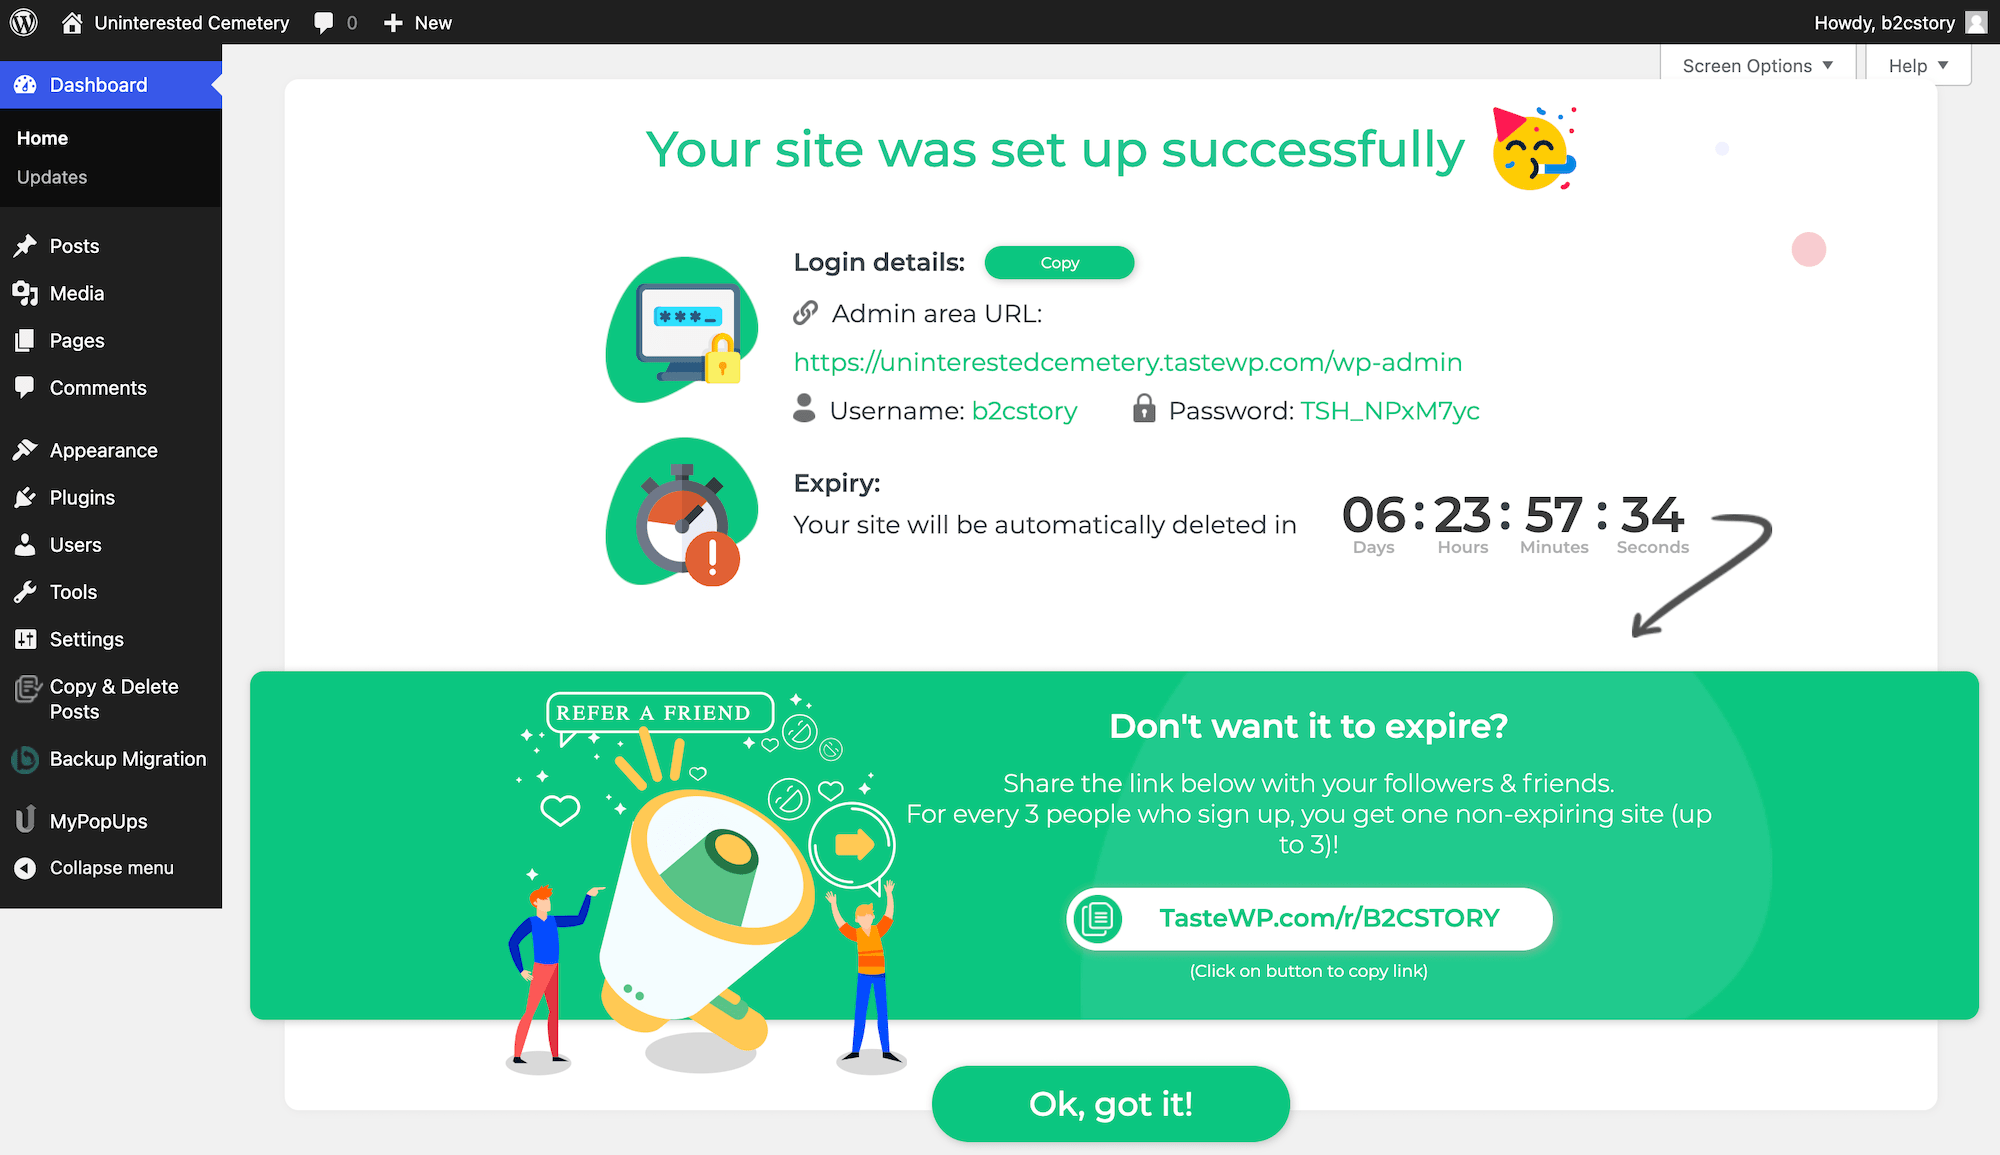 Uninterested Cemetery
0
New
Howdy, b2cstory
Screen Options
Help
Dashboard
Home
Updates
Posts
Media
Pages
Comments
Appearance
Plugins
Users
Tools
Settings
Copy & Delete
Posts
Backup Migration
MyPopUps
Collapse menu
Your site was set up successfully
Login details:
Copy
Admin area URL:
https://uninterestedcemetery.tastewp.com/wp-admin
Username: b2cstory
Password: TSH_NPxM7yc
***_
Expiry:
Your site will be automatically deleted in
06 : 23 : 57 : 34
Days Hours Minutes Seconds
REFER A FRIEND
Don't want it to expire?
Share the link below with your followers & friends.
For every 3 people who sign up, you get one non-expiring site (up
to 3)!
TasteWP.com/r/B2CSTORY
(Click on button to copy link)
Ok, got it!